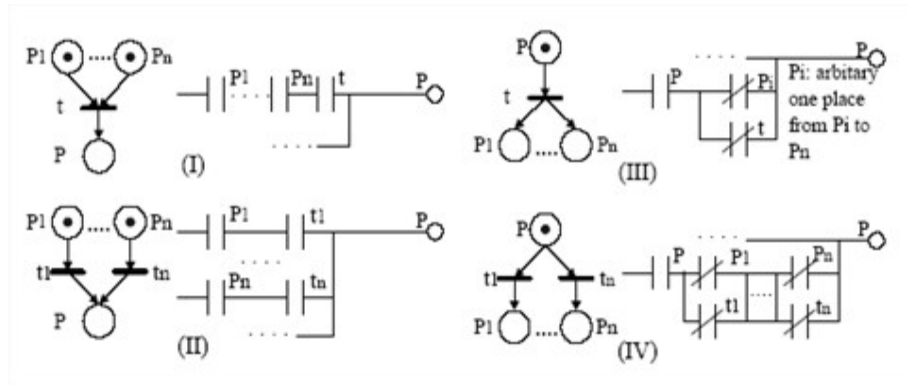 P1
Pn
t
P
P1
Pn
t
P
(I)
P
t
P1
Pn
P
Pi
t
P
Pi: arbitary
one place
from Pi to
Pn
(III)
P1
Pn
t1
tn
P
P1
t1
Pn
tn
P
(II)
P
t1
tn
P1
Pn
P
P1
Pn
t1
tn
P
(IV)